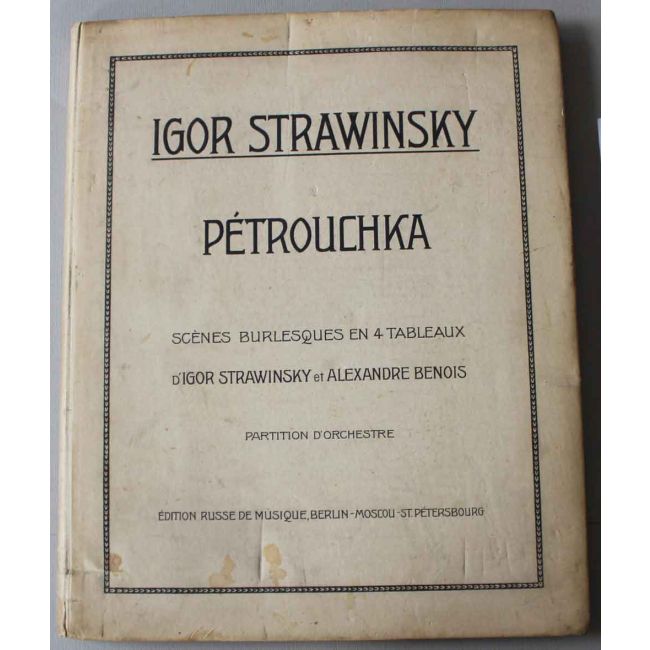 IGOR STRAWINSKY
PÉTROUCHKA
SCÈNES BURLESQUES EN 4 TABLEAUX
D'IGOR STRAWINSKY et ALEXANDRE BENOIS
PARTITION D'ORCHESTRE
ÉDITION RUSSE DE MUSIQUE, BERLIN-MOSCOU-ST. PÉTERSBOURG